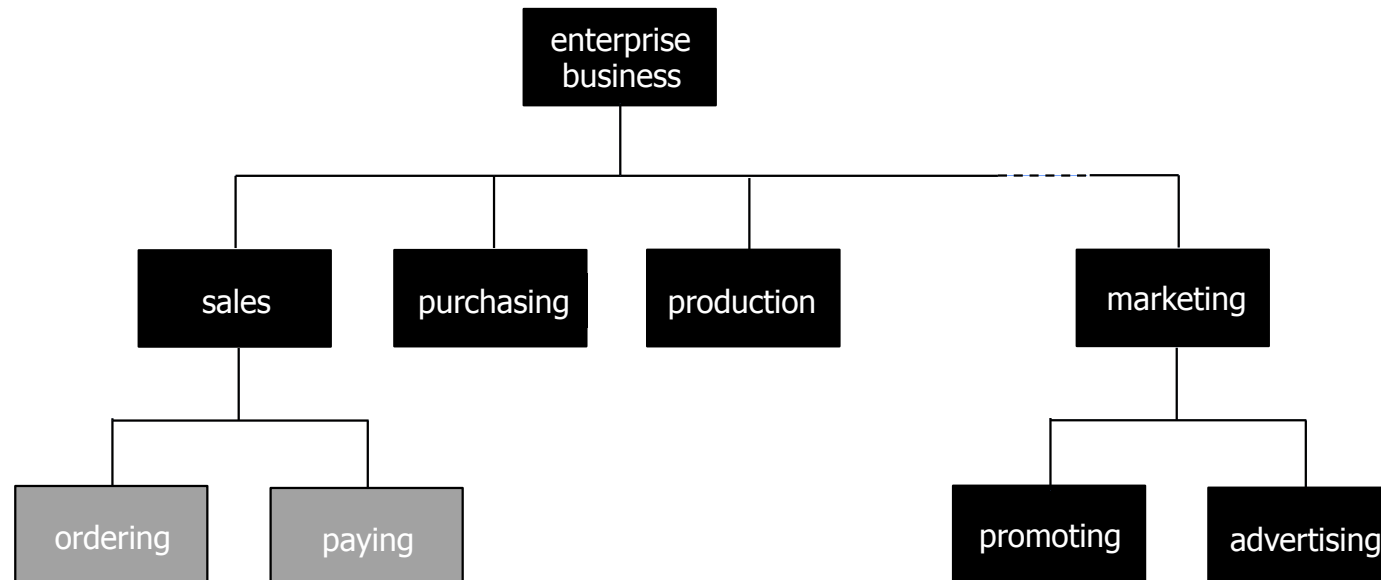 enterprise
business
sales
purchasing
production
marketing
ordering
paying
promoting
advertising